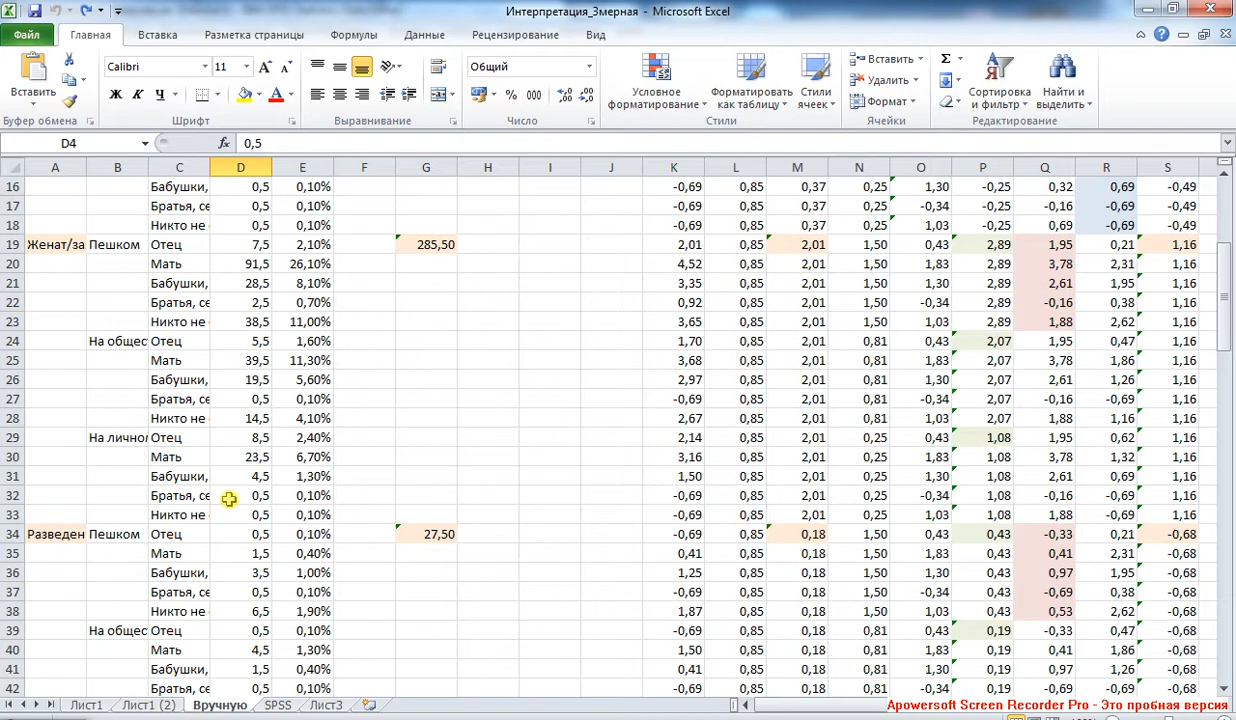 Интерпретация_3мерная - Microsoft Excel
Файл Главная Вставка Разметка страницы Формулы Данные Рецензирование Вид
Вставить Calibri 11 Общий Условное форматирование Форматировать как таблицу Стили ячеек Вставить Удалить Формат Сортировка и фильтр Найти и выделить
Буфер обмена Шрифт Выравнивание Число Стили Ячейки Редактирование
D4 fx 0,5
A B C D E F G H I J K L M N O P Q R S
16 Бабушки, 0,5 0,10% -0,69 0,85 0,37 0,25 1,30 -0,25 0,32 0,69 -0,49
17 Братья, се 0,5 0,10% -0,69 0,85 0,37 0,25 -0,34 -0,25 -0,16 -0,69 -0,49
18 Никто не 0,5 0,10% -0,69 0,85 0,37 0,25 1,03 -0,25 0,69 -0,69 -0,49
19 Женат/за Пешком Отец 7,5 2,10% 285,50 2,01 0,85 2,01 1,50 0,43 2,89 1,95 0,21 1,16
20 Мать 91,5 26,10% 4,52 0,85 2,01 1,50 1,83 2,89 3,78 2,31 1,16
21 Бабушки, 28,5 8,10% 3,35 0,85 2,01 1,50 1,30 2,89 2,61 1,95 1,16
22 Братья, се 2,5 0,70% 0,92 0,85 2,01 1,50 -0,34 2,89 -0,16 0,38 1,16
23 Никто не 38,5 11,00% 3,65 0,85 2,01 1,50 1,03 2,89 1,88 2,62 1,16
24 На общес Отец 5,5 1,60% 1,70 0,85 2,01 0,81 0,43 2,07 1,95 0,47 1,16
25 Мать 39,5 11,30% 3,68 0,85 2,01 0,81 1,83 2,07 3,78 1,86 1,16
26 Бабушки, 19,5 5,60% 2,97 0,85 2,01 0,81 1,30 2,07 2,61 1,26 1,16
27 Братья, се 0,5 0,10% -0,69 0,85 2,01 0,81 -0,34 2,07 -0,16 -0,69 1,16
28 Никто не 14,5 4,10% 2,67 0,85 2,01 0,81 1,03 2,07 1,88 1,16 1,16
29 На личном Отец 8,5 2,40% 2,14 0,85 2,01 0,25 0,43 1,08 1,95 0,62 1,16
30 Мать 23,5 6,70% 3,16 0,85 2,01 0,25 1,83 1,08 3,78 1,32 1,16
31 Бабушки, 4,5 1,30% 1,50 0,85 2,01 0,25 1,30 1,08 2,61 0,69 1,16
32 Братья, се 0,5 0,10% -0,69 0,85 2,01 0,25 -0,34 1,08 -0,16 -0,69 1,16
33 Никто не 0,5 0,10% -0,69 0,85 2,01 0,25 1,03 1,08 1,88 -0,69 1,16
34 Разведен Пешком Отец 0,5 0,10% 27,50 -0,69 0,85 0,18 1,50 0,43 0,43 -0,33 0,21 -0,68
35 Мать 1,5 0,40% 0,41 0,85 0,18 1,50 1,83 0,43 0,41 2,31 -0,68
36 Бабушки, 3,5 1,00% 1,25 0,85 0,18 1,50 1,30 0,43 0,97 1,95 -0,68
37 Братья, се 0,5 0,10% -0,69 0,85 0,18 1,50 -0,34 0,43 -0,69 0,38 -0,68
38 Никто не 6,5 1,90% 1,87 0,85 0,18 1,50 1,03 0,43 0,53 2,62 -0,68
39 На общес Отец 0,5 0,10% -0,69 0,85 0,18 0,81 0,43 0,19 -0,33 0,47 -0,68
40 Мать 4,5 1,30% 1,50 0,85 0,18 0,81 1,83 0,19 0,41 1,86 -0,68
41 Бабушки, 1,5 0,40% 0,41 0,85 0,18 0,81 1,30 0,19 0,97 1,26 -0,68
42 Братья, се 0,5 0,10% -0,69 0,85 0,18 0,81 -0,34 0,19 -0,69 -0,69 -0,68
Лист1 Лист1 (2) Вручную SPSS Лист3
Apowersoft Screen Recorder Pro - Это пробная версия